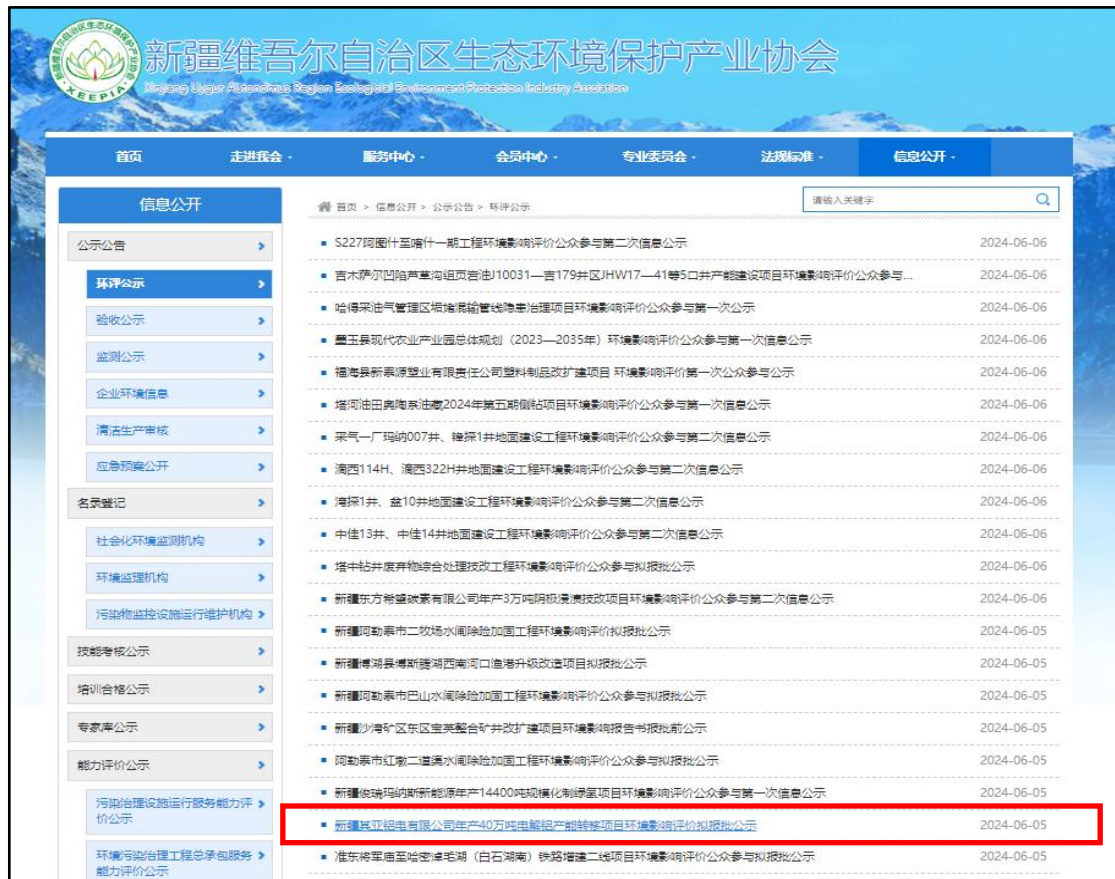 新疆维吾尔自治区生态环境保护产业协会
Xinjiang Uygur Autonomous Region Ecological Environment Protection Industry Assoiation
XEEPIA
首页 走进我会 服务中心 会员中心 专业委员会 法规标准 信息公开
信息公开
首页 > 信息公开 > 公示公告 > 环评公示
请输入关键字
公示公告
环评公示
验收公示
监测公示
企业环境信息
清洁生产审核
应急预案公开
名录登记
社会化环境监测机构
环境监理机构
污染物监控设施运行维护机构
技能考核公示
培训合格公示
专家库公示
能力评价公示
污染治理设施运行服务能力评
价公示
环境污染治理工程总承包服务
能力评价公示
S227阿图什至喀什一期工程环境影响评价公众参与第二次信息公示 2024-06-06
吉木萨尔凹陷芦草沟组页岩油J10031—吉179井区JHW17—41等5口井产能建设项目环境影响评价公众参与... 2024-06-06
哈得采油气管理区垢堵混输管线隐患治理项目环境影响评价公众参与第一次公示 2024-06-06
墨玉县现代农业产业园总体规划（2023—2035年）环境影响评价公众参与第一次信息公示 2024-06-06
福海县新泰源塑业有限责任公司塑料制品改扩建项目 环境影响评价第一次公众参与公示 2024-06-06
塔河油田奥陶系油藏2024年第五期侧钻项目环境影响评价公众参与第一次信息公示 2024-06-06
采气一厂玛纳007井、 探1井地面建设工程环境影响评价公众参与第二次信息公示 2024-06-06
滴西114H、滴西322H井地面建设工程环境影响评价公众参与第二次信息公示 2024-06-06
湾探1井、盆10井地面建设工程环境影响评价公众参与第二次信息公示 2024-06-06
中佳13井、中佳14井地面建设工程环境影响评价公众参与第二次信息公示 2024-06-06
塔中钻井废弃物综合处理技改工程环境影响评价公众参与拟报批公示 2024-06-06
新疆东方希望碳素有限公司年产3万吨阴极浸渍技改项目环境影响评价公众参与第二次信息公示 2024-06-06
新疆阿勒泰市二牧场水闸除险加固工程环境影响评价拟报批公示 2024-06-05
新疆博湖县博斯腾湖西南河口渔港升级改造项目拟报批公示 2024-06-05
新疆阿勒泰市巴山水闸除险加固工程环境影响评价公众参与拟报批公示 2024-06-05
新疆沙湾矿区东区宝英整合矿井改扩建项目环境影响报告书报批前公示 2024-06-05
阿勒泰市红墩二道渠水闸除险加固工程环境影响评价公众参与拟报批公示 2024-06-05
新疆俊瑞玛纳斯新能源年产14400吨规模化制绿氢项目环境影响评价公众参与第一次信息公示 2024-06-05
新疆其亚铝电有限公司年产40万吨电解铝产能转移项目环境影响评价拟报批公示 2024-06-05
准东将军庙至哈密淖毛湖（白石湖南）铁路增建二线项目环境影响评价公众参与拟报批公示 2024-06-05